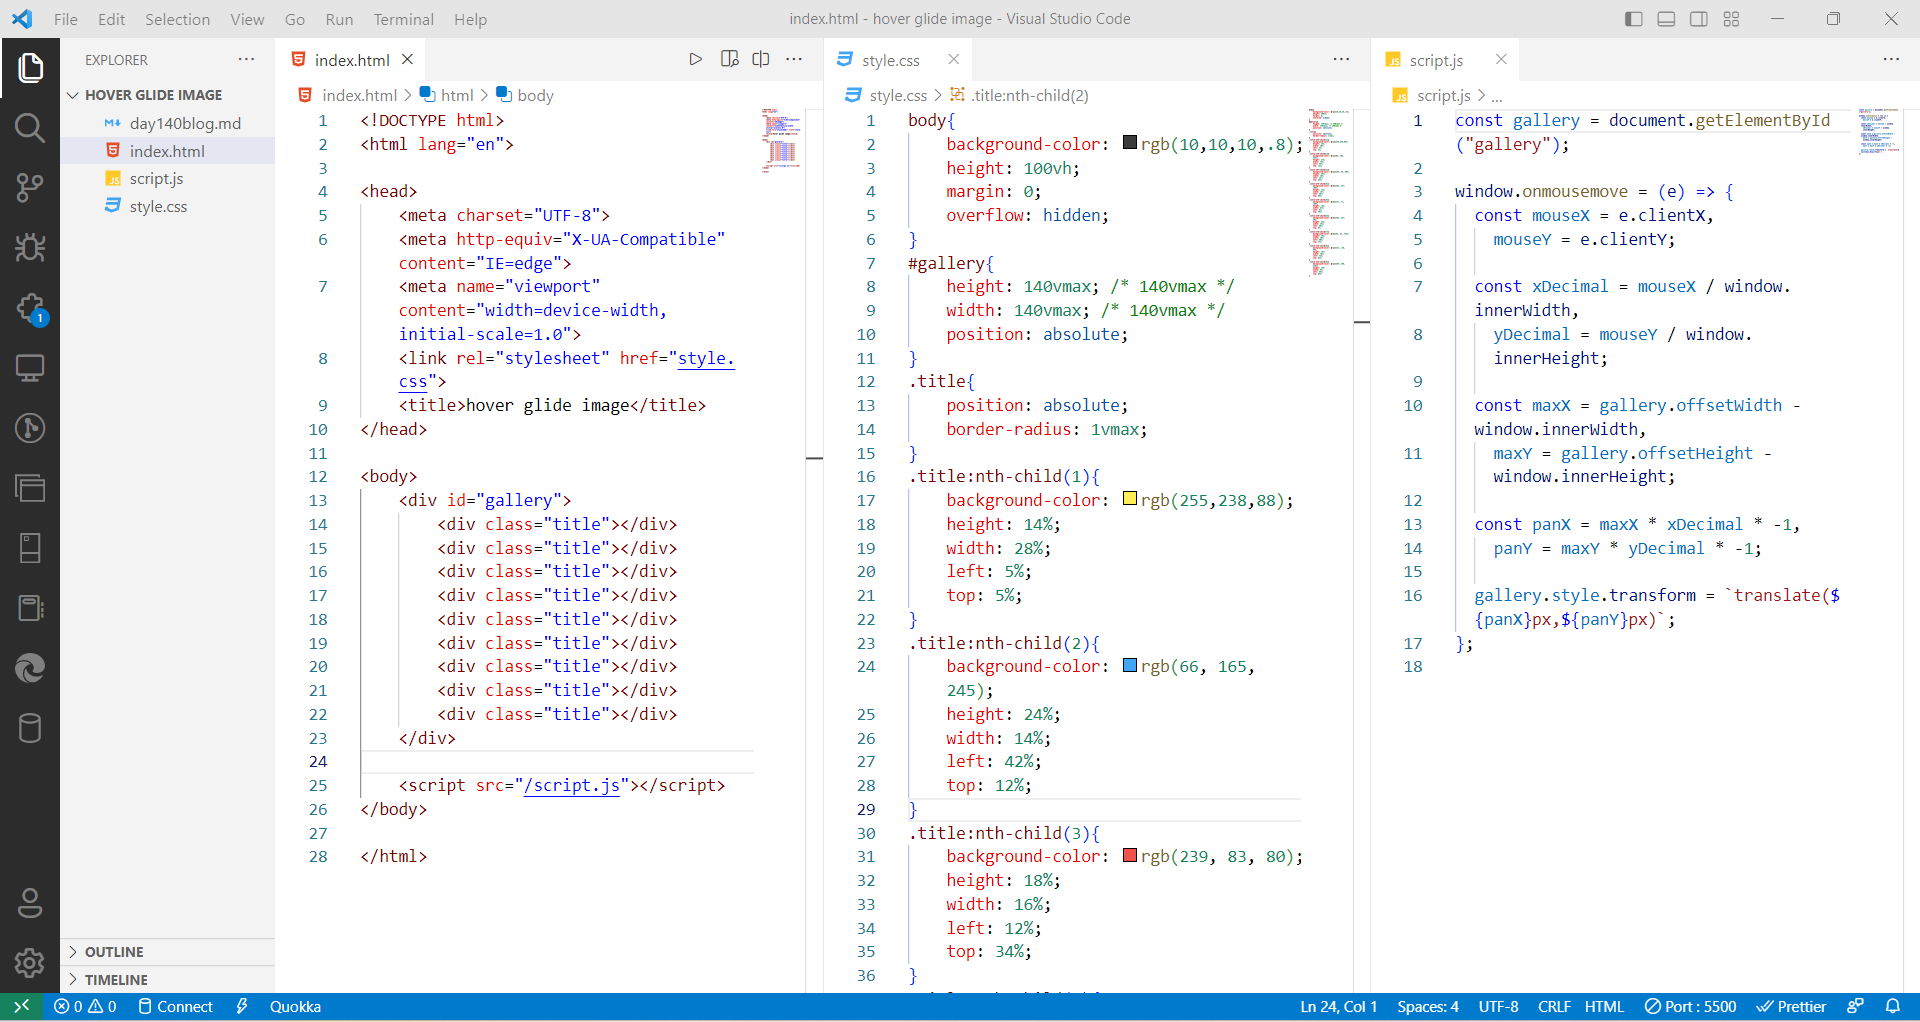 File Edit Selection View Go Run Terminal Help
index.html - hover glide image - Visual Studio Code
EXPLORER
HOVER GLIDE IMAGE
day140blog.md
index.html
script.js
style.css
1
OUTLINE
TIMELINE
index.html
index.html > html > body
1 <!DOCTYPE html>
2 <html lang="en">
3
4 <head>
5 <meta charset="UTF-8">
6 <meta http-equiv="X-UA-Compatible"
content="IE=edge">
7 <meta name="viewport"
content="width=device-width,
initial-scale=1.0">
8 <link rel="stylesheet" href="style.
css">
9 <title>hover glide image</title>
10 </head>
11
12 <body>
13 <div id="gallery">
14 <div class="title"></div>
15 <div class="title"></div>
16 <div class="title"></div>
17 <div class="title"></div>
18 <div class="title"></div>
19 <div class="title"></div>
20 <div class="title"></div>
21 <div class="title"></div>
22 <div class="title"></div>
23 </div>
24
25 <script src="/script.js"></script>
26 </body>
27
28 </html>
style.css
style.css > .title:nth-child(2)
1 body{
2 background-color: rgb(10,10,10,.8);
3 height: 100vh;
4 margin: 0;
5 overflow: hidden;
6 }
7 #gallery{
8 height: 140vmax; /* 140vmax */
9 width: 140vmax; /* 140vmax */
10 position: absolute;
11 }
12 .title{
13 position: absolute;
14 border-radius: 1vmax;
15 }
16 .title:nth-child(1){
17 background-color: rgb(255,238,88);
18 height: 14%;
19 width: 28%;
20 left: 5%;
21 top: 5%;
22 }
23 .title:nth-child(2){
24 background-color: rgb(66, 165,
245);
25 height: 24%;
26 width: 14%;
27 left: 42%;
28 top: 12%;
29 }
30 .title:nth-child(3){
31 background-color: rgb(239, 83, 80);
32 height: 18%;
33 width: 16%;
34 left: 12%;
35 top: 34%;
36 }
JS script.js
JS script.js > ...
1 const gallery = document.getElementById
("gallery");
2
3 window.onmousemove = (e) => {
4 const mouseX = e.clientX,
5 mouseY = e.clientY;
6
7 const xDecimal = mouseX / window.
innerWidth,
8 yDecimal = mouseY / window.
innerHeight;
9
10 const maxX = gallery.offsetWidth -
window.innerWidth,
11 maxY = gallery.offsetHeight -
window.innerHeight;
12
13 const panX = maxX * xDecimal * -1,
14 panY = maxY * yDecimal * -1;
15
16 gallery.style.transform = `translate($
{panX}px,${panY}px)`;
17 };
18
0 0 Connect Quokka
Ln 24, Col 1 Spaces: 4 UTF-8 CRLF HTML Port : 5500 Prettier